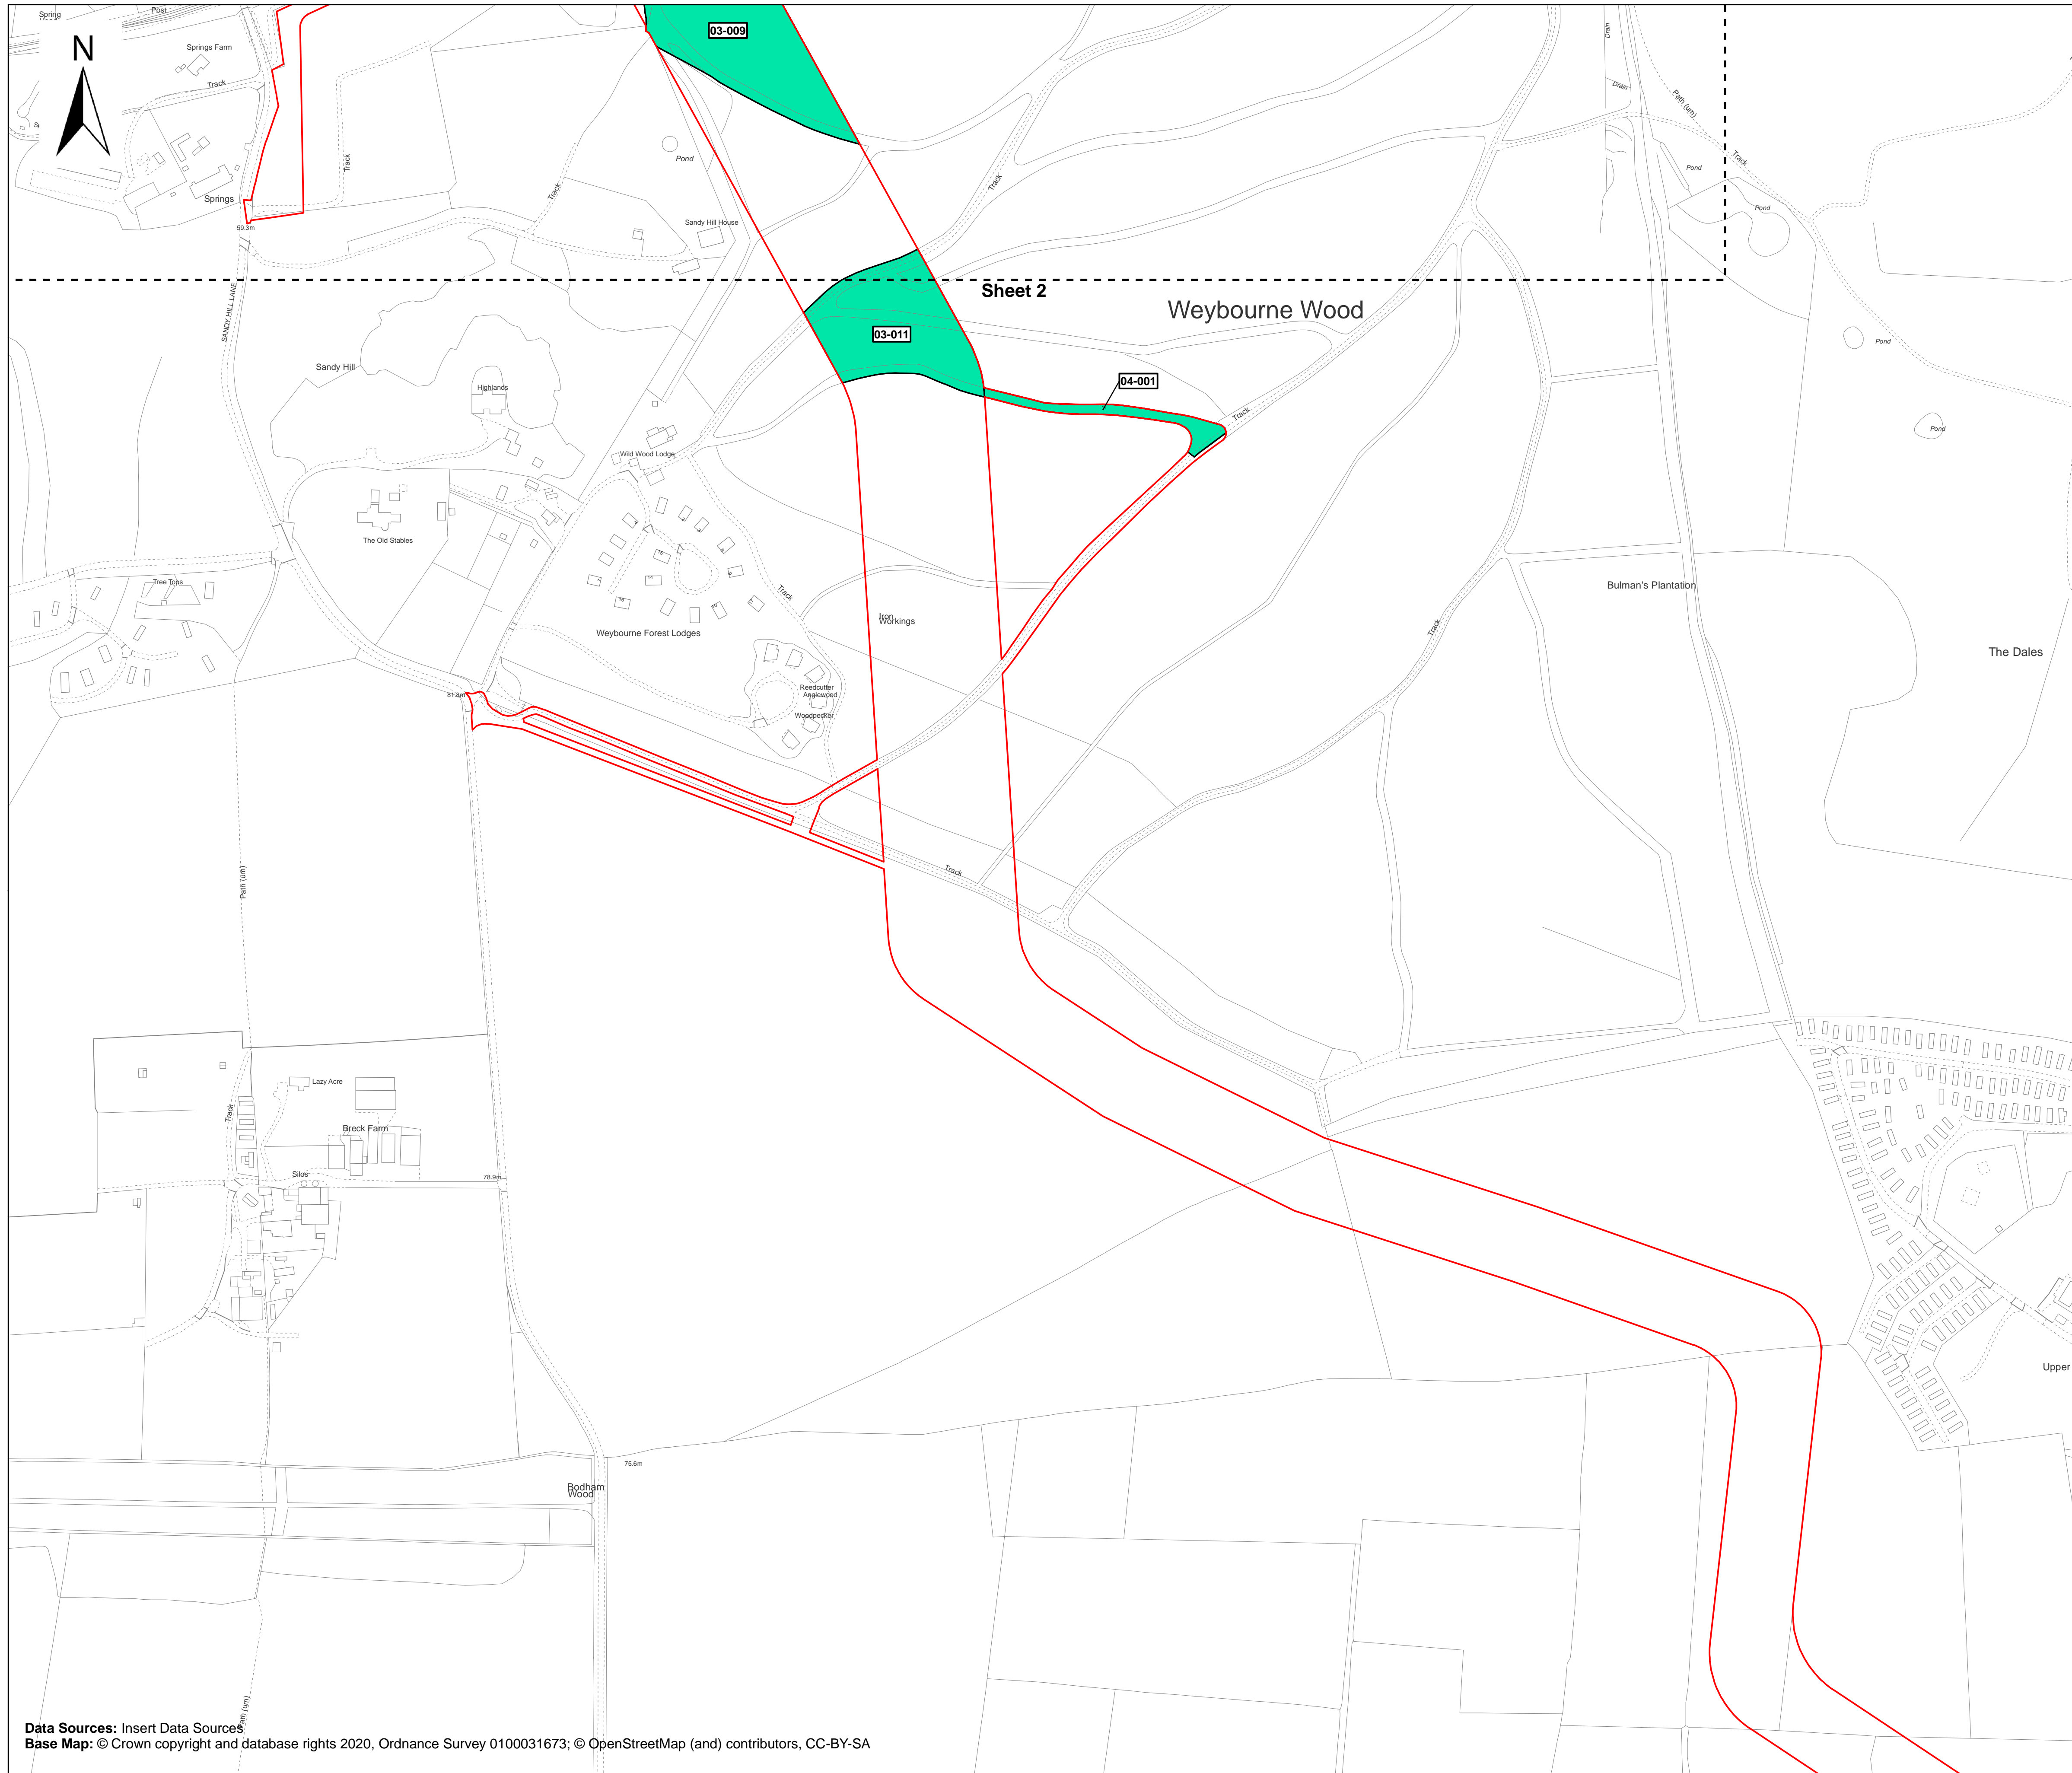 Spring
Post
03-009
N
Springs Farm
Track
Drain
Drain
Path (um)
Track
Track
Track
Track
Pond
Pond
Pond
Springs
59.3m
Sandy Hill House
Sheet 2
Weybourne Wood
SANDY HILL LANE
03-011
Sandy Hill
Pond
04-001
Highlands
Track
Pond
Wild Wood Lodge
The Old Stables
Tree Tops
15
14
16
Track
Iron
Workings
Weybourne Forest Lodges
Bulman's Plantation
Track
The Dales
Reedcutter
Anglewood
Woodpecker
81.8m
Track
Path (um)
Lazy Acre
Track
Breck Farm
Silos
78.9m
Upper
75.6m
Bodham
Wood
Path (um)
Data Sources: Insert Data Sources
Base Map: © Crown copyright and database rights 2020, Ordnance Survey 0100031673; © OpenStreetMap (and) contributors, CC-BY-SA